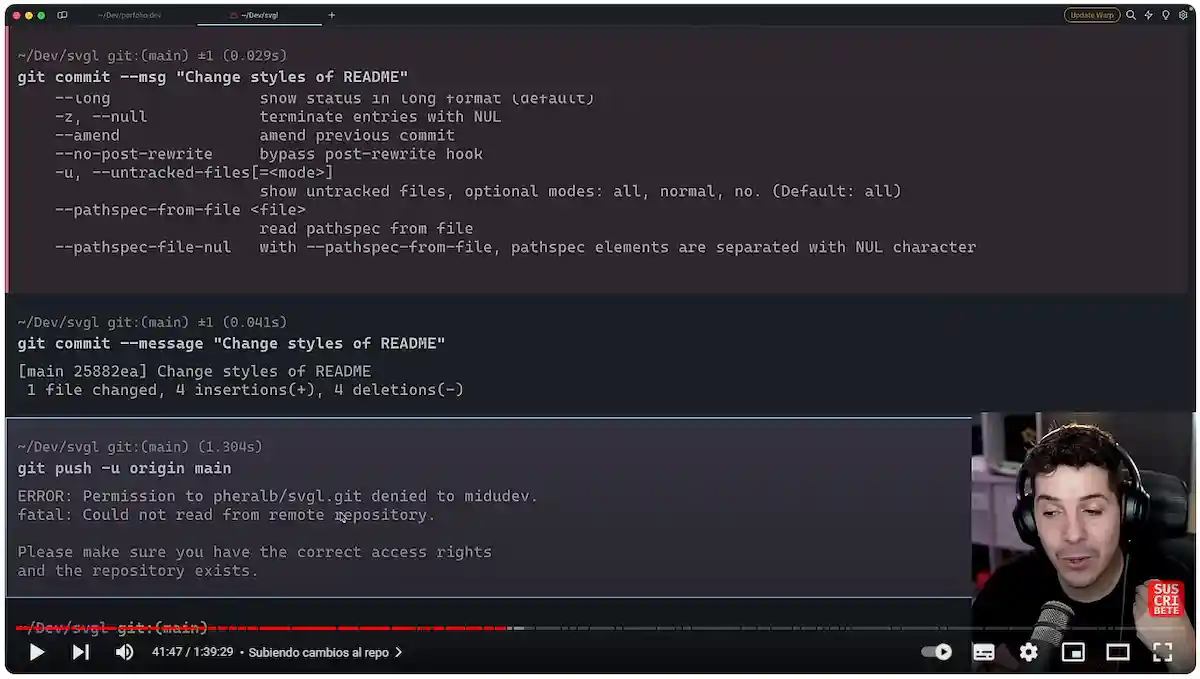 ~/Dev/porfolio.dev
~/Dev/svgl
+
Update Warp
~/Dev/svgl git:(main) ±1 (0.029s)
git commit --msg "Change styles of README"
--long show status in long format (default)
-z, --null terminate entries with NUL
--amend amend previous commit
--no-post-rewrite bypass post-rewrite hook
-u, --untracked-files[=<mode>]
show untracked files, optional modes: all, normal, no. (Default: all)
--pathspec-from-file <file>
read pathspec from file
--pathspec-file-nul with --pathspec-from-file, pathspec elements are separated with NUL character
~/Dev/svgl git:(main) ±1 (0.041s)
git commit --message "Change styles of README"
[main 25882ea] Change styles of README
1 file changed, 4 insertions(+), 4 deletions(-)
~/Dev/svgl git:(main) (1.304s)
git push -u origin main
ERROR: Permission to pheralb/svgl.git denied to midudev.
fatal: Could not read from remote repository.
Please make sure you have the correct access rights
and the repository exists.
SUS
CRI
BETE
~/Dev/svgl git:(main)
41:47 / 1:39:29 • Subiendo cambios al repo >